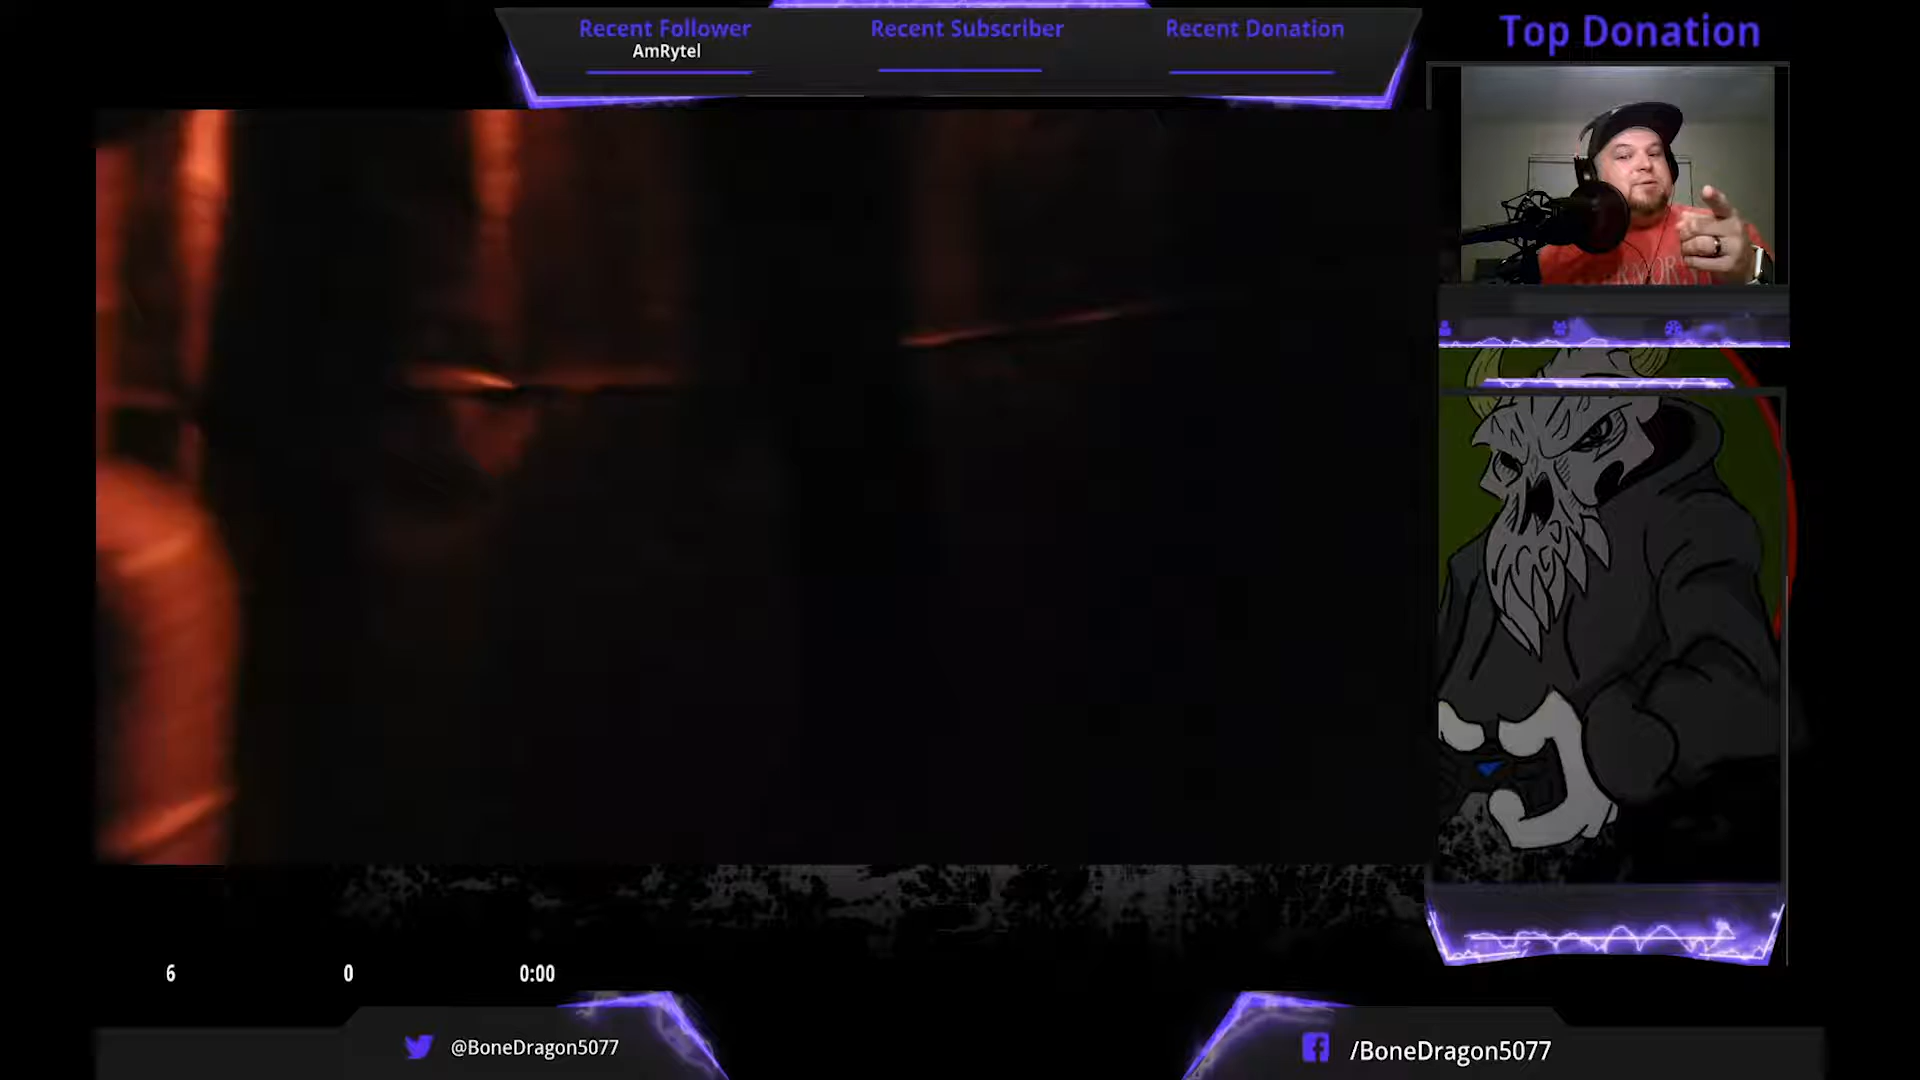 Recent Follower
AmRytel
Recent Subscriber
Recent Donation
Top Donation
6
0
0:00
@BoneDragon5077
/BoneDragon5077